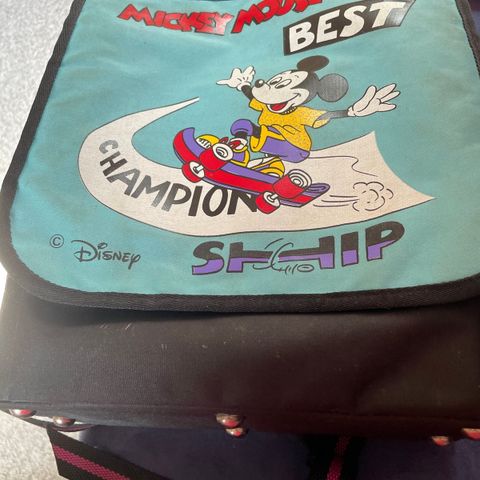 MICKEY MOUSE
BEST
CHAMPION
SHIP
© Disney